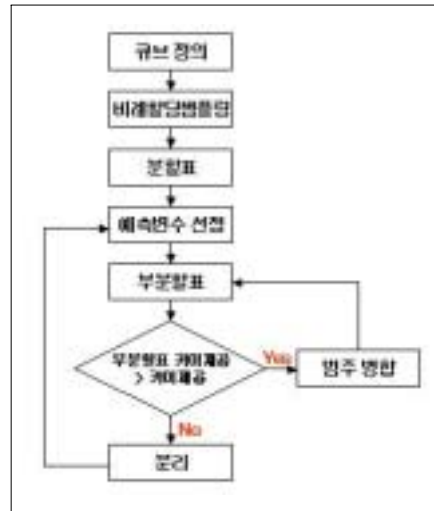 큐브 정의
비례할당샘플링
분할표
예측변수 선정
부분할표
부분할표 카이제곱
> 카이제곱
Yes
범주 병합
No
분리